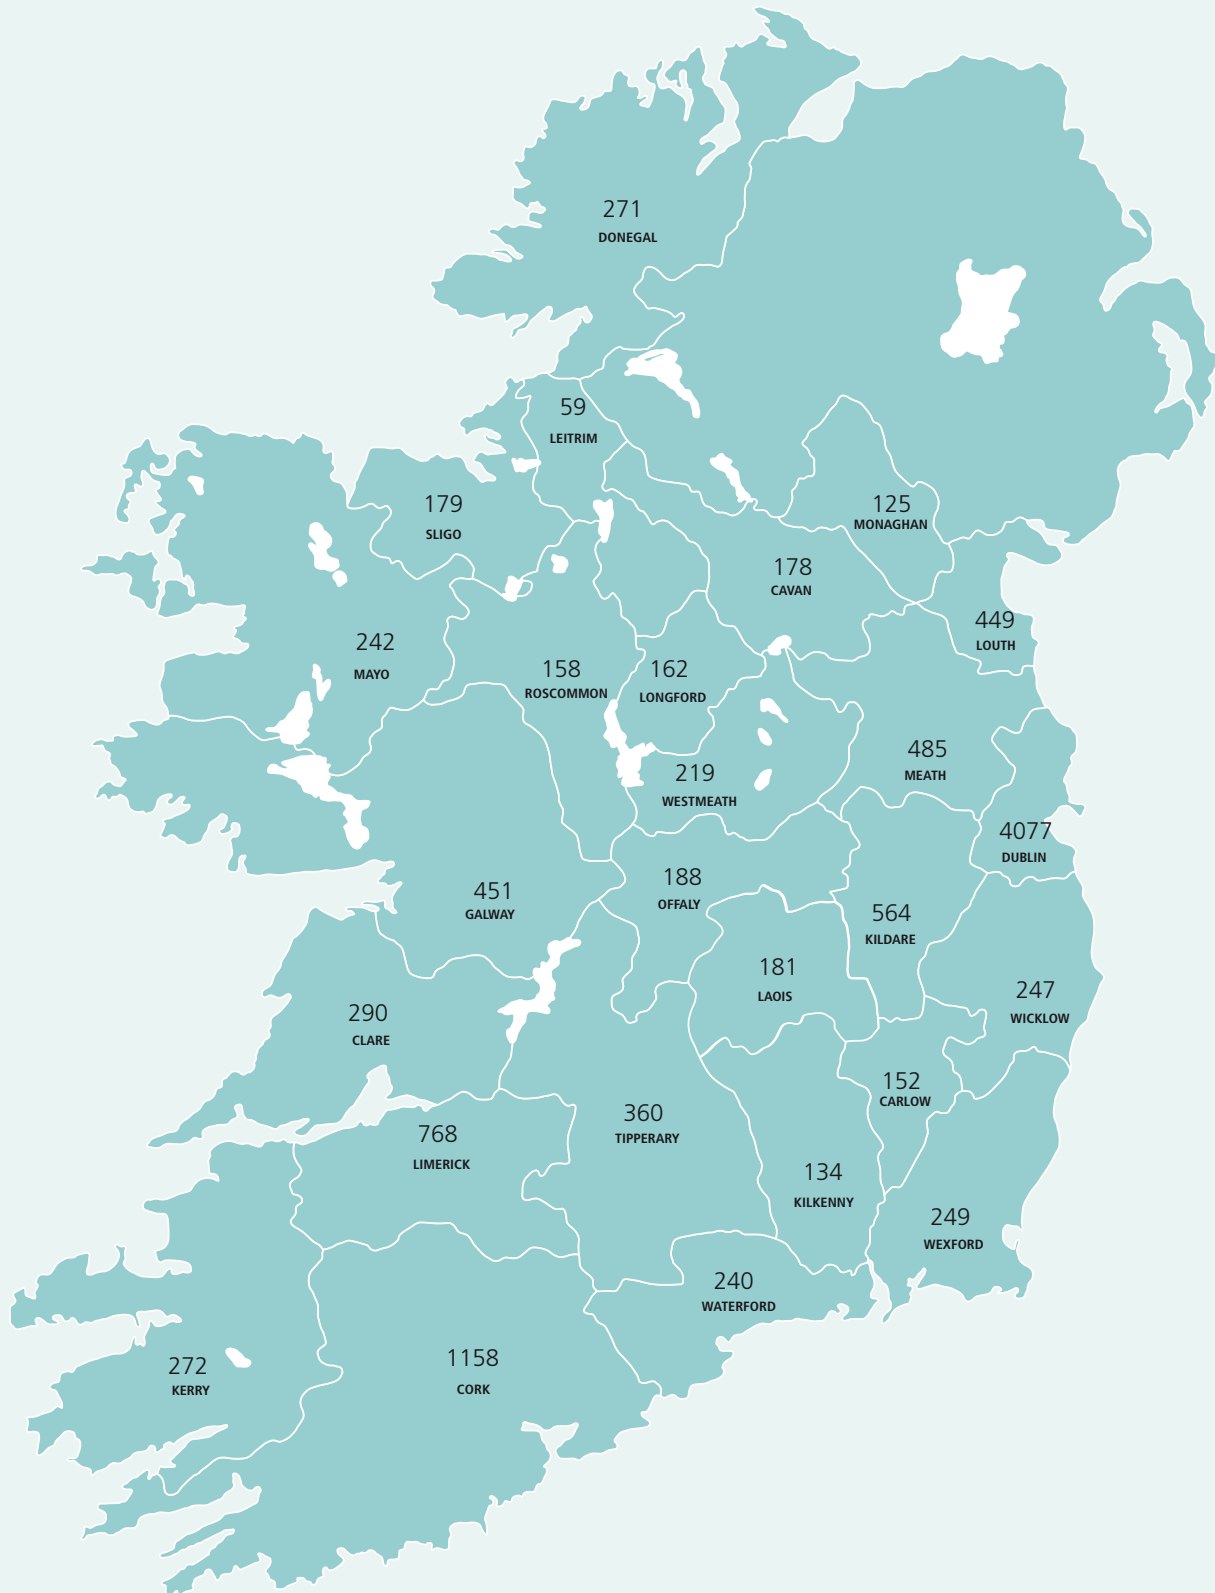 271
DONEGAL
59
LEITRIM
179
SLIGO
125
MONAGHAN
178
CAVAN
449
LOUTH
242
MAYO
158
ROSCOMMON
162
LONGFORD
485
MEATH
219
WESTMEATH
4077
DUBLIN
451
GALWAY
188
OFFALY
564
KILDARE
181
LAOIS
247
WICKLOW
290
CLARE
152
CARLOW
360
TIPPERARY
768
LIMERICK
134
KILKENNY
249
WEXFORD
240
WATERFORD
272
KERRY
1158
CORK